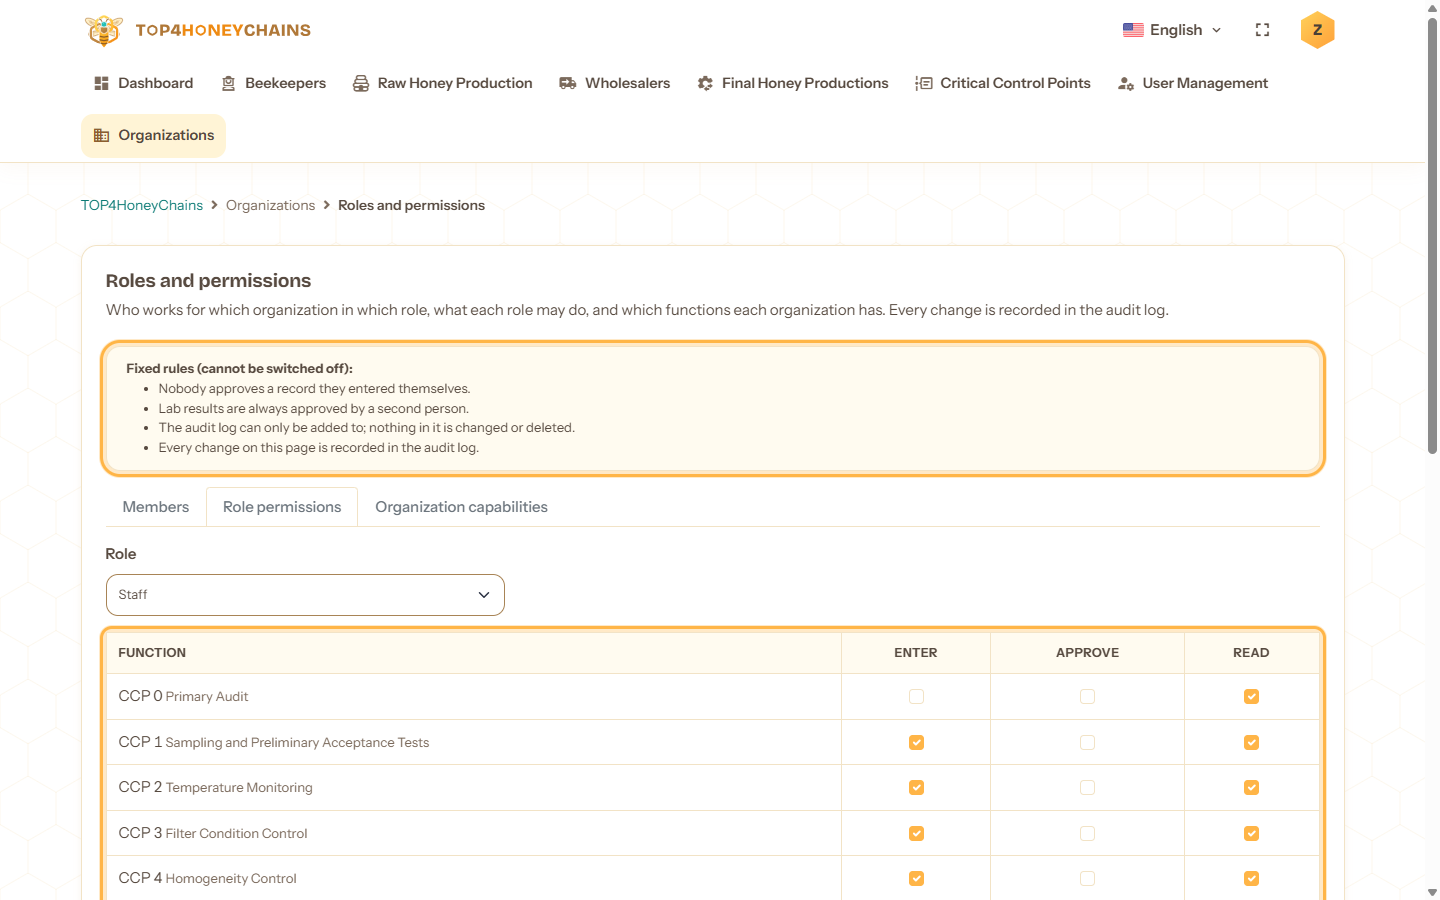 TOP4HONEYCHAINS
English
Z
Dashboard
Beekeepers
Raw Honey Production
Wholesalers
Final Honey Productions
Critical Control Points
User Management
Organizations
TOP4HoneyChains > Organizations > Roles and permissions
Roles and permissions
Who works for which organization in which role, what each role may do, and which functions each organization has. Every change is recorded in the audit log.
Fixed rules (cannot be switched off):
• Nobody approves a record they entered themselves.
• Lab results are always approved by a second person.
• The audit log can only be added to; nothing in it is changed or deleted.
• Every change on this page is recorded in the audit log.
Members
Role permissions
Organization capabilities
Role
Staff
FUNCTION ENTER APPROVE READ
CCP 0 Primary Audit
CCP 1 Sampling and Preliminary Acceptance Tests
CCP 2 Temperature Monitoring
CCP 3 Filter Condition Control
CCP 4 Homogeneity Control